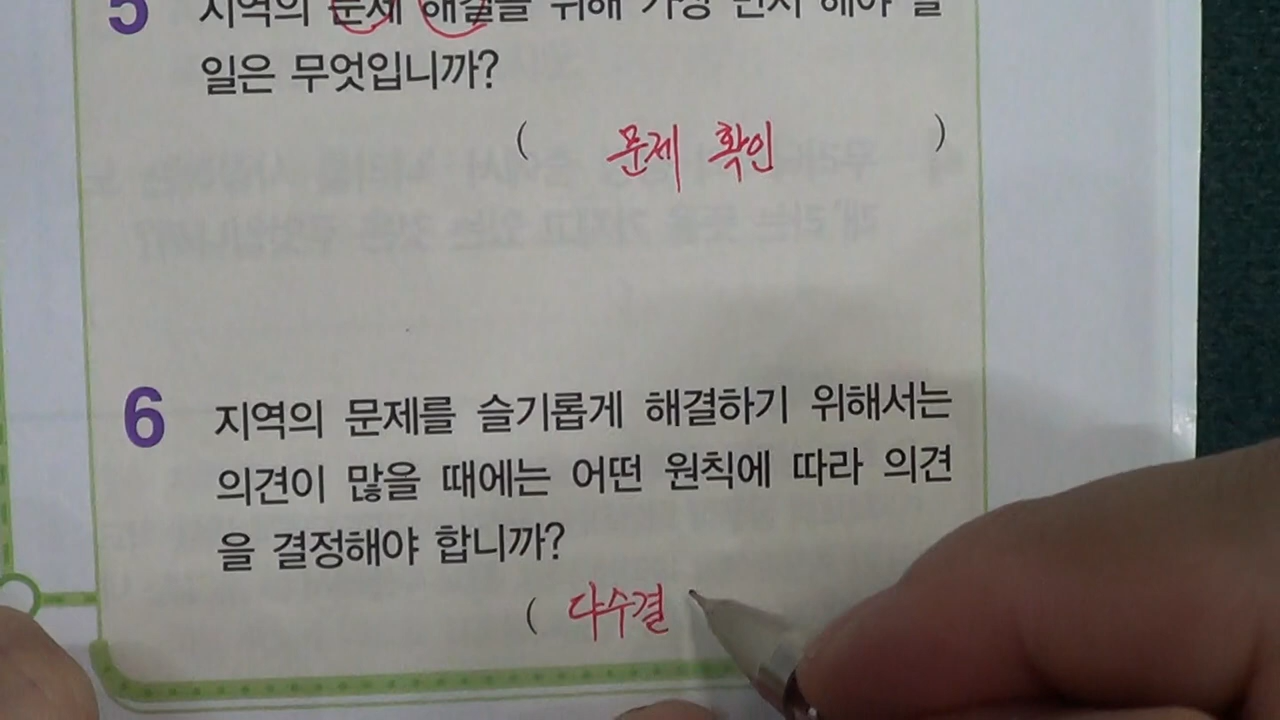 5 지역의 문제 해결을 위해 가장 먼저 해야 할
일은 무엇입니까?
( 문제 확인 )
6 지역의 문제를 슬기롭게 해결하기 위해서는
의견이 많을 때에는 어떤 원칙에 따라 의견
을 결정해야 합니까?
( 다수결